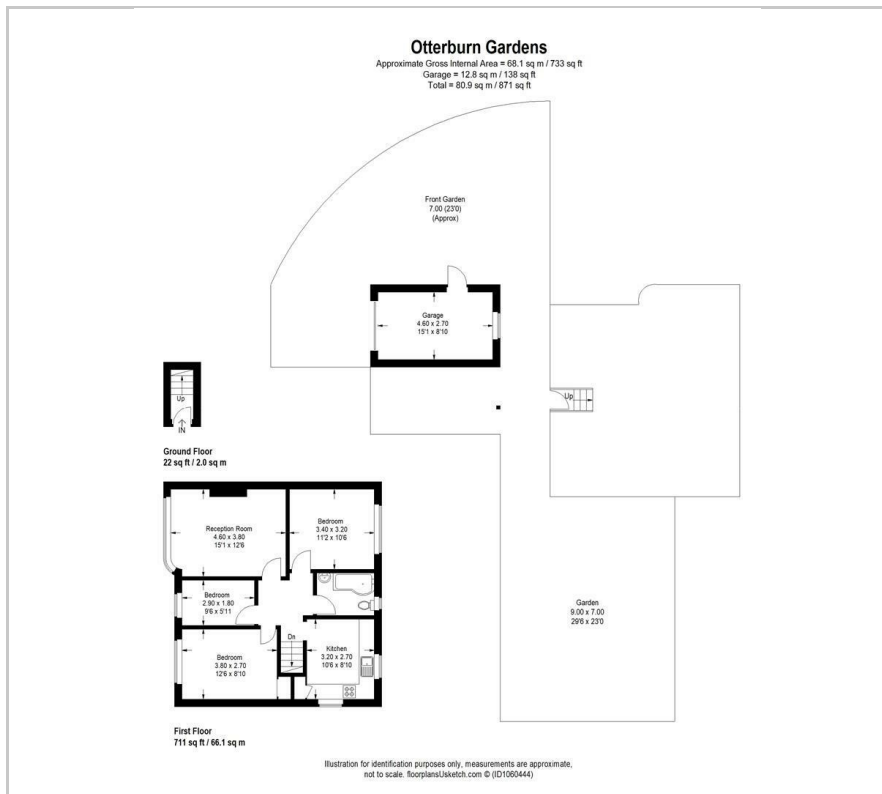 Otterburn Gardens
Approximate Gross Internal Area = 68.1 sq m / 733 sq ft
Garage = 12.8 sq m / 138 sq ft
Total = 80.9 sq m / 871 sq ft
Front Garden
7.00 (23'0)
(Approx)
Garage
4.60 x 2.70
15'1 x 8'10
Up
Up
IN
Ground Floor
22 sq ft / 2.0 sq m
Reception Room
4.60 x 3.80
15'1 x 12'6
Bedroom
3.40 x 3.20
11'2 x 10'6
Bedroom
2.90 x 1.80
9'6 x 5'11
Garden
9.00 x 7.00
29'6 x 23'0
Dn
Kitchen
3.20 x 2.70
10'6 x 8'10
Bedroom
3.80 x 2.70
12'6 x 8'10
First Floor
711 sq ft / 66.1 sq m
Illustration for identification purposes only, measurements are approximate,
not to scale. floorplansUsketch.com © (ID1060444)